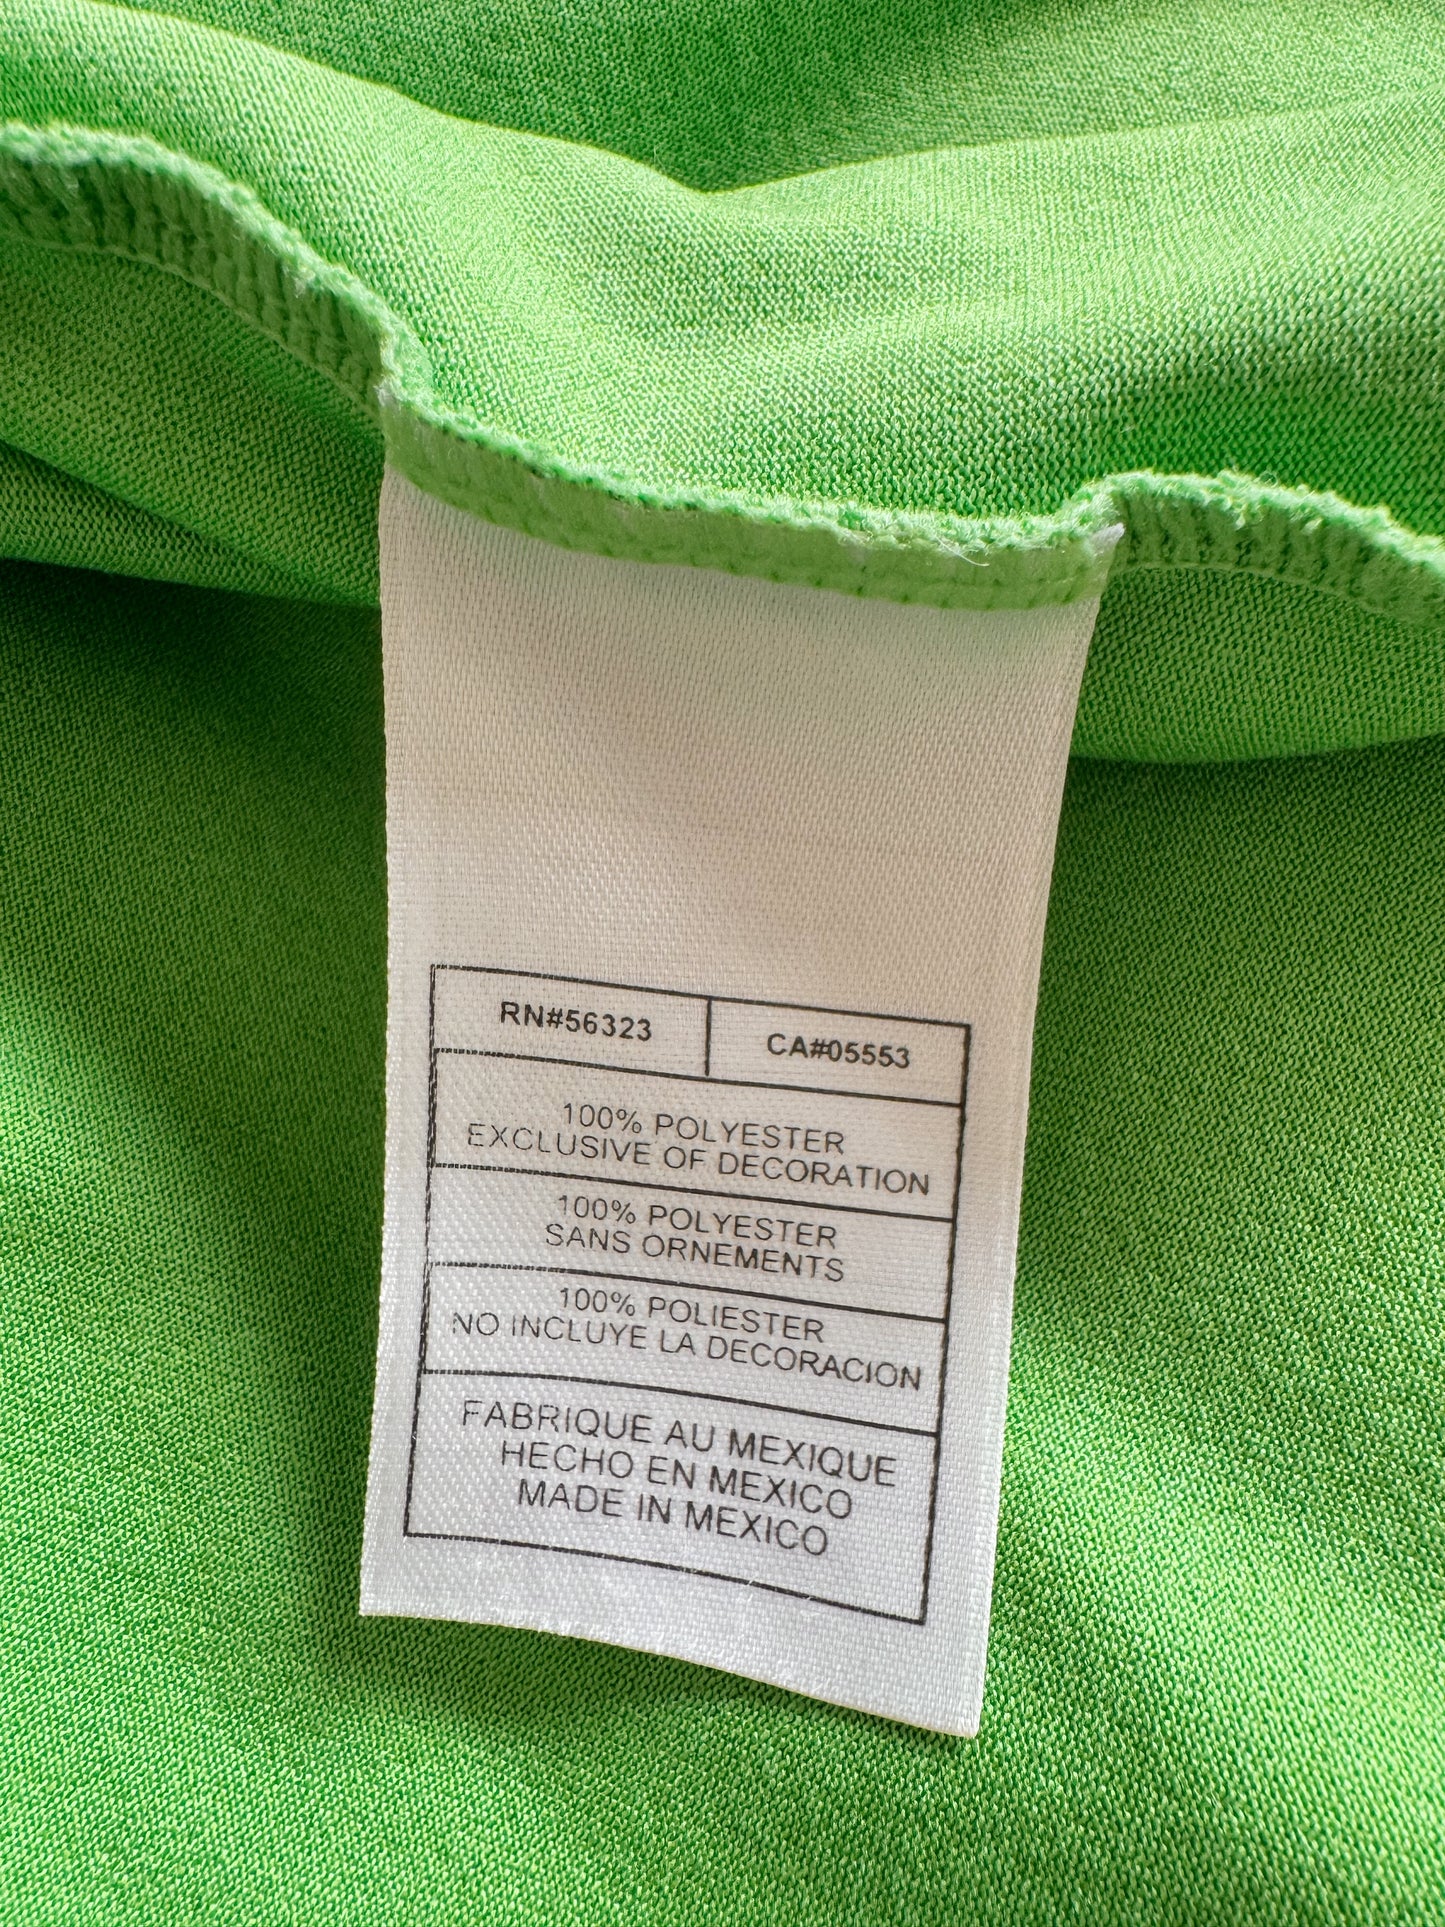 RN#56323 CA#05553
100% POLYESTER
EXCLUSIVE OF DECORATION
100% POLYESTER
SANS ORNEMENTS
100% POLIESTER
NO INCLUYE LA DECORACION
FABRIQUE AU MEXIQUE
HECHO EN MEXICO
MADE IN MEXICO